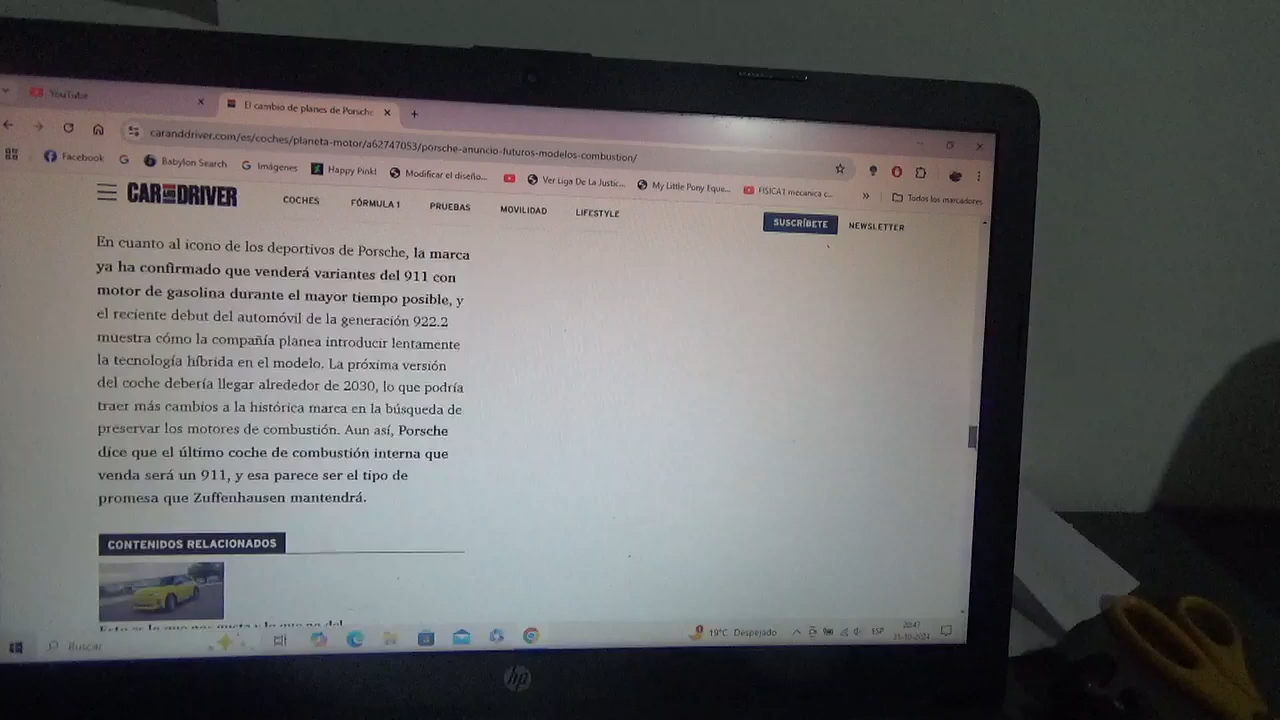 YouTube
El cambio de planes de Porsche
caranddriver.com/es/coches/planeta-motor/a62747053/porsche-anuncio-futuros-modelos-combustion/
Facebook
Babylon Search
Imágenes
Happy Pink!
Modificar el diseño...
Ver Liga De La Justic...
My Little Pony Eque...
FISICA1 mecanica c...
Todos los marcadores
CAR AND DRIVER
COCHES
FÓRMULA 1
PRUEBAS
MOVILIDAD
LIFESTYLE
SUSCRÍBETE
NEWSLETTER
En cuanto al icono de los deportivos de Porsche, la marca
ya ha confirmado que venderá variantes del 911 con
motor de gasolina durante el mayor tiempo posible, y
el reciente debut del automóvil de la generación 922.2
muestra cómo la compañía planea introducir lentamente
la tecnología híbrida en el modelo. La próxima versión
del coche debería llegar alrededor de 2030, lo que podría
traer más cambios a la histórica marca en la búsqueda de
preservar los motores de combustión. Aun así, Porsche
dice que el último coche de combustión interna que
venda será un 911, y esa parece ser el tipo de
promesa que Zuffenhausen mantendrá.
CONTENIDOS RELACIONADOS
Buscar
19°C Despejado
ESP
hp